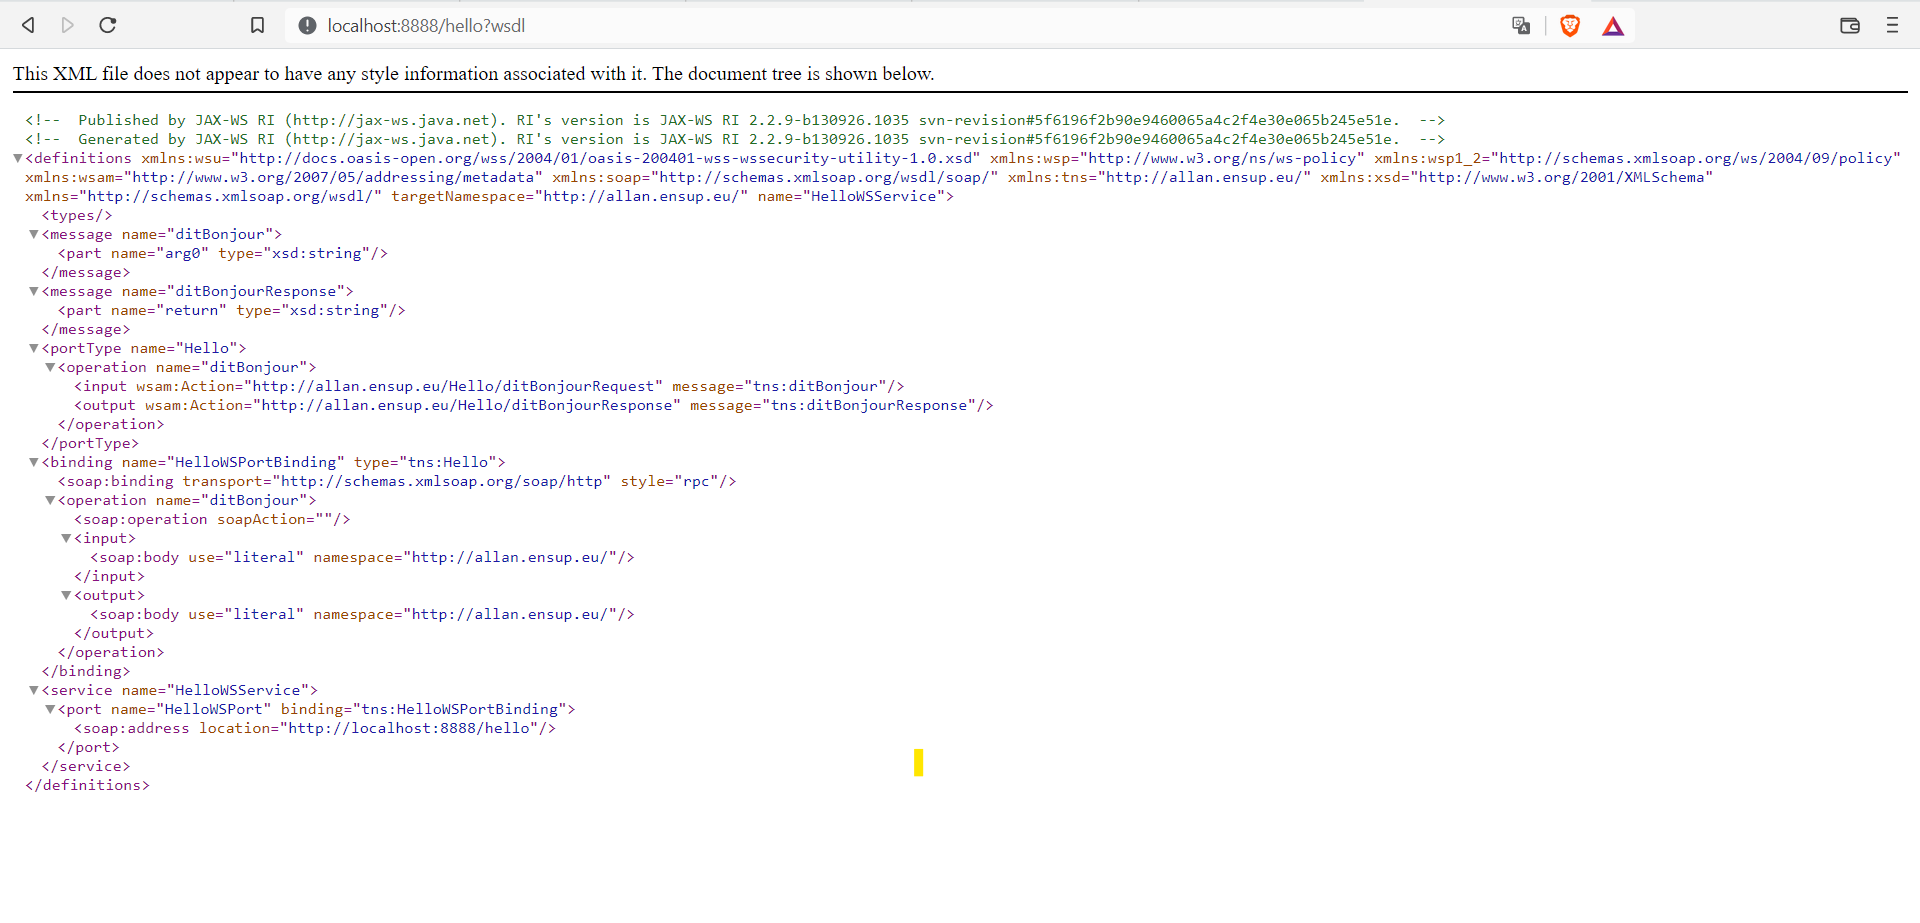 localhost:8888/hello?wsdl
This XML file does not appear to have any style information associated with it. The document tree is shown below.
<!--  Published by JAX-WS RI (http://jax-ws.java.net). RI's version is JAX-WS RI 2.2.9-b130926.1035 svn-revision#5f6196f2b90e9460065a4c2f4e30e065b245e51e.  -->
<!--  Generated by JAX-WS RI (http://jax-ws.java.net). RI's version is JAX-WS RI 2.2.9-b130926.1035 svn-revision#5f6196f2b90e9460065a4c2f4e30e065b245e51e.  -->
<definitions xmlns:wsu="http://docs.oasis-open.org/wss/2004/01/oasis-200401-wss-wssecurity-utility-1.0.xsd" xmlns:wsp="http://www.w3.org/ns/ws-policy" xmlns:wsp1_2="http://schemas.xmlsoap.org/ws/2004/09/policy"
xmlns:wsam="http://www.w3.org/2007/05/addressing/metadata" xmlns:soap="http://schemas.xmlsoap.org/wsdl/soap/" xmlns:tns="http://allan.ensup.eu/" xmlns:xsd="http://www.w3.org/2001/XMLSchema"
xmlns="http://schemas.xmlsoap.org/wsdl/" targetNamespace="http://allan.ensup.eu/" name="HelloWSService">
<types/>
<message name="ditBonjour">
<part name="arg0" type="xsd:string"/>
</message>
<message name="ditBonjourResponse">
<part name="return" type="xsd:string"/>
</message>
<portType name="Hello">
<operation name="ditBonjour">
<input wsam:Action="http://allan.ensup.eu/Hello/ditBonjourRequest" message="tns:ditBonjour"/>
<output wsam:Action="http://allan.ensup.eu/Hello/ditBonjourResponse" message="tns:ditBonjourResponse"/>
</operation>
</portType>
<binding name="HelloWSPortBinding" type="tns:Hello">
<soap:binding transport="http://schemas.xmlsoap.org/soap/http" style="rpc"/>
<operation name="ditBonjour">
<soap:operation soapAction=""/>
<input>
<soap:body use="literal" namespace="http://allan.ensup.eu/"/>
</input>
<output>
<soap:body use="literal" namespace="http://allan.ensup.eu/"/>
</output>
</operation>
</binding>
<service name="HelloWSService">
<port name="HelloWSPort" binding="tns:HelloWSPortBinding">
<soap:address location="http://localhost:8888/hello"/>
</port>
</service>
</definitions>